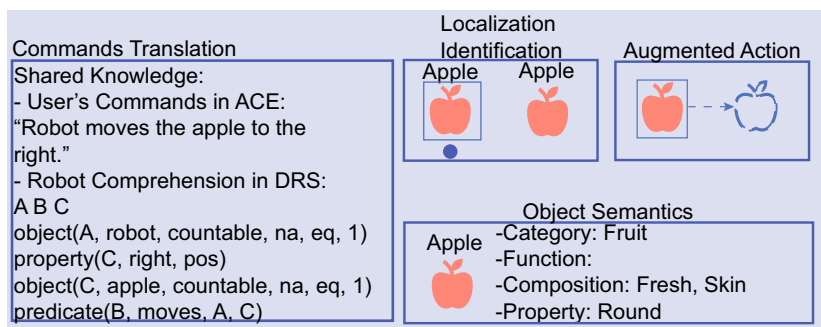 Commands Translation
Shared Knowledge:
- User's Commands in ACE:
“Robot moves the apple to the
right.”
- Robot Comprehension in DRS:
A B C
object(A, robot, countable, na, eq, 1)
property(C, right, pos)
object(C, apple, countable, na, eq, 1)
predicate(B, moves, A, C)
Localization
Identification
Apple Apple
Augmented Action
Object Semantics
Apple
-Category: Fruit
-Function:
-Composition: Fresh, Skin
-Property: Round